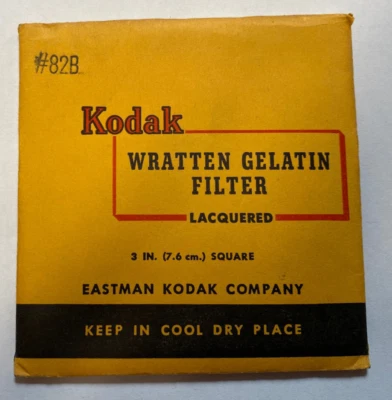 #82B
Kodak
WRATTEN GELATIN
FILTER
LACQUERED
3 IN. (7.6 cm.) SQUARE
EASTMAN KODAK COMPANY
KEEP IN COOL DRY PLACE